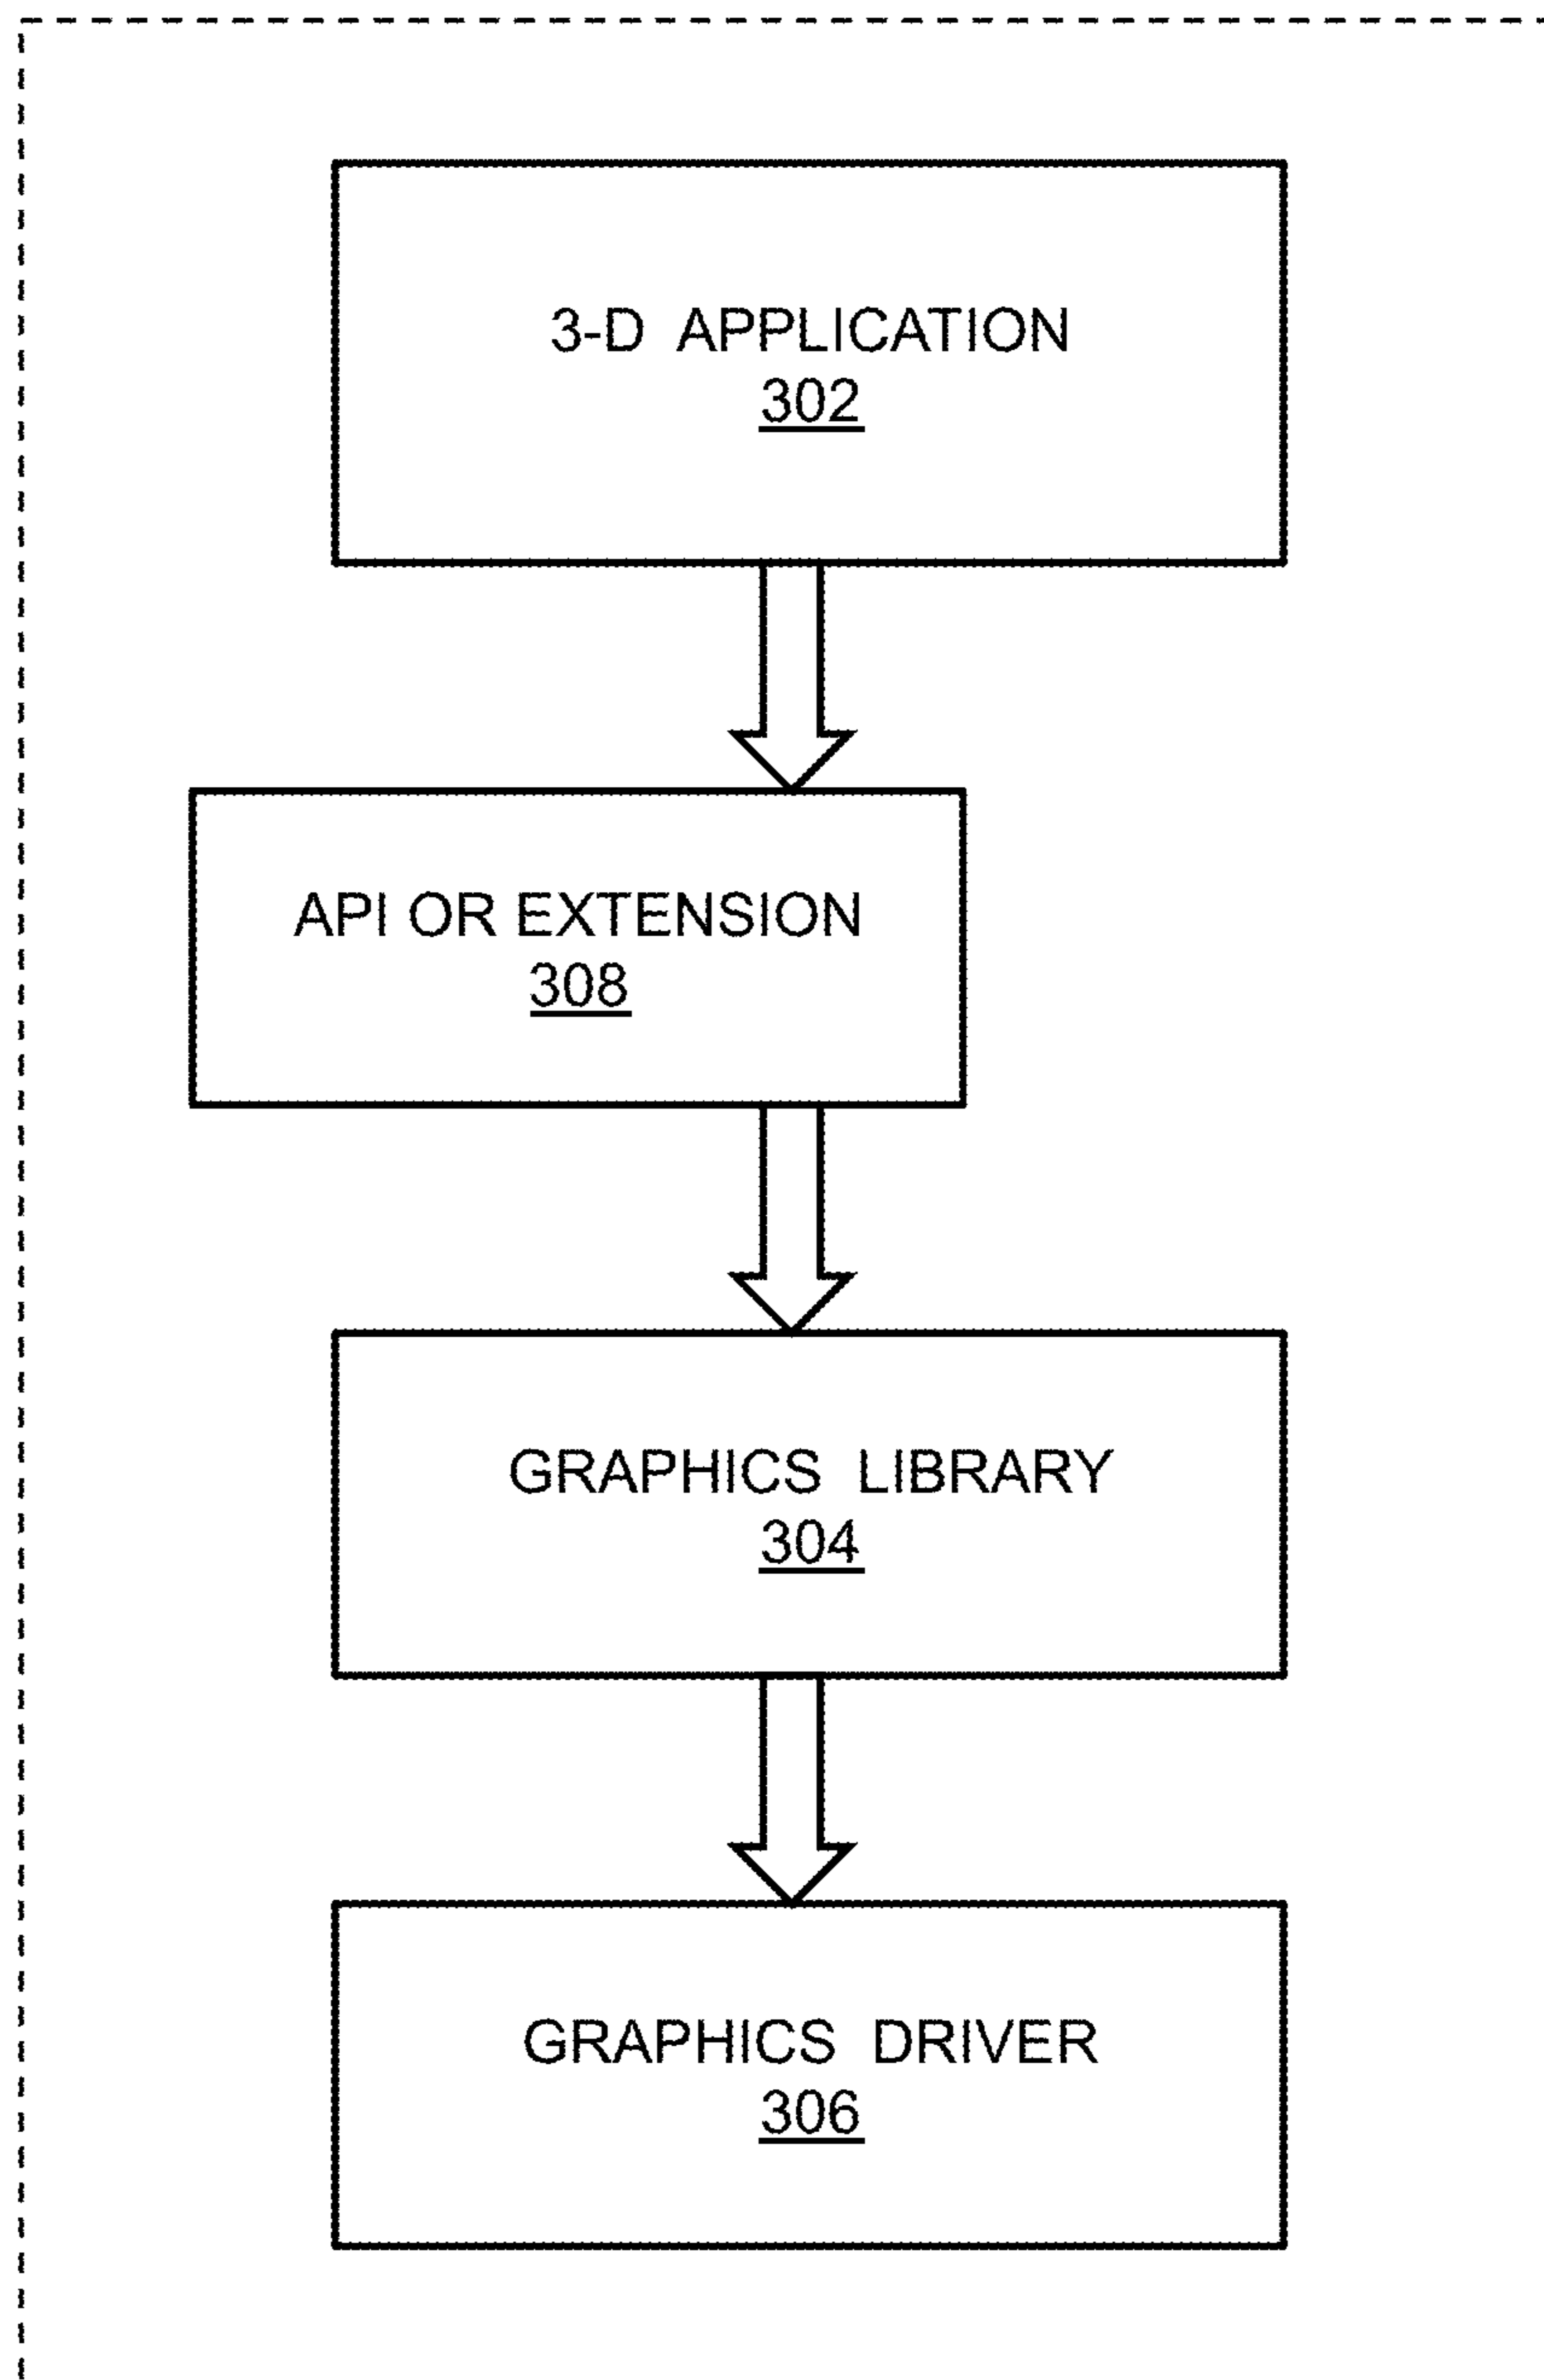 3-D APPLICATION
302
API OR EXTENSION
308
GRAPHICS LIBRARY
304
GRAPHICS DRIVER
306